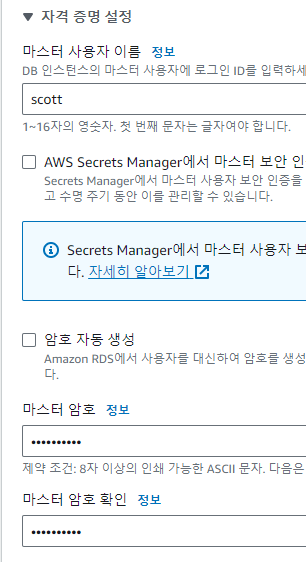 자격 증명 설정
마스터 사용자 이름 정보
DB 인스턴스의 마스터 사용자에 로그인 ID를 입력하세
scott
1~16자의 영숫자. 첫 번째 문자는 글자여야 합니다.
AWS Secrets Manager에서 마스터 보안 인
Secrets Manager에서 마스터 사용자 보안 인증을
고 수명 주기 동안 이를 관리할 수 있습니다.
Secrets Manager에서 마스터 사용자 보
다. 자세히 알아보기
암호 자동 생성
Amazon RDS에서 사용자를 대신하여 암호를 생성
다.
마스터 암호 정보
••••••••••
제약 조건: 8자 이상의 인쇄 가능한 ASCII 문자. 다음은
마스터 암호 확인 정보
••••••••••